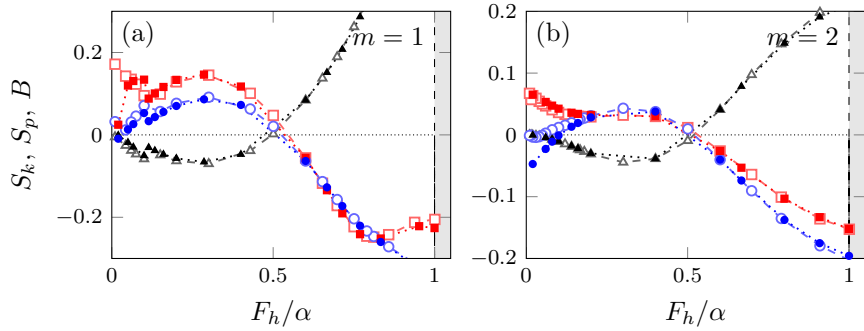 (a)
m = 1
0.2
0
−0.2
S_k, S_p, B
0
0.5
1
F_h/α
(b)
m = 2
0.2
0.1
0
−0.1
−0.2
0
0.5
1
F_h/α